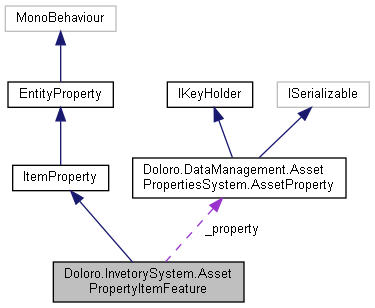 MonoBehaviour
EntityProperty
IKeyHolder
ISerializable
ItemProperty
Doloro.DataManagement.Asset
PropertiesSystem.AssetProperty
_property
Doloro.InvetorySystem.Asset
PropertyItemFeature